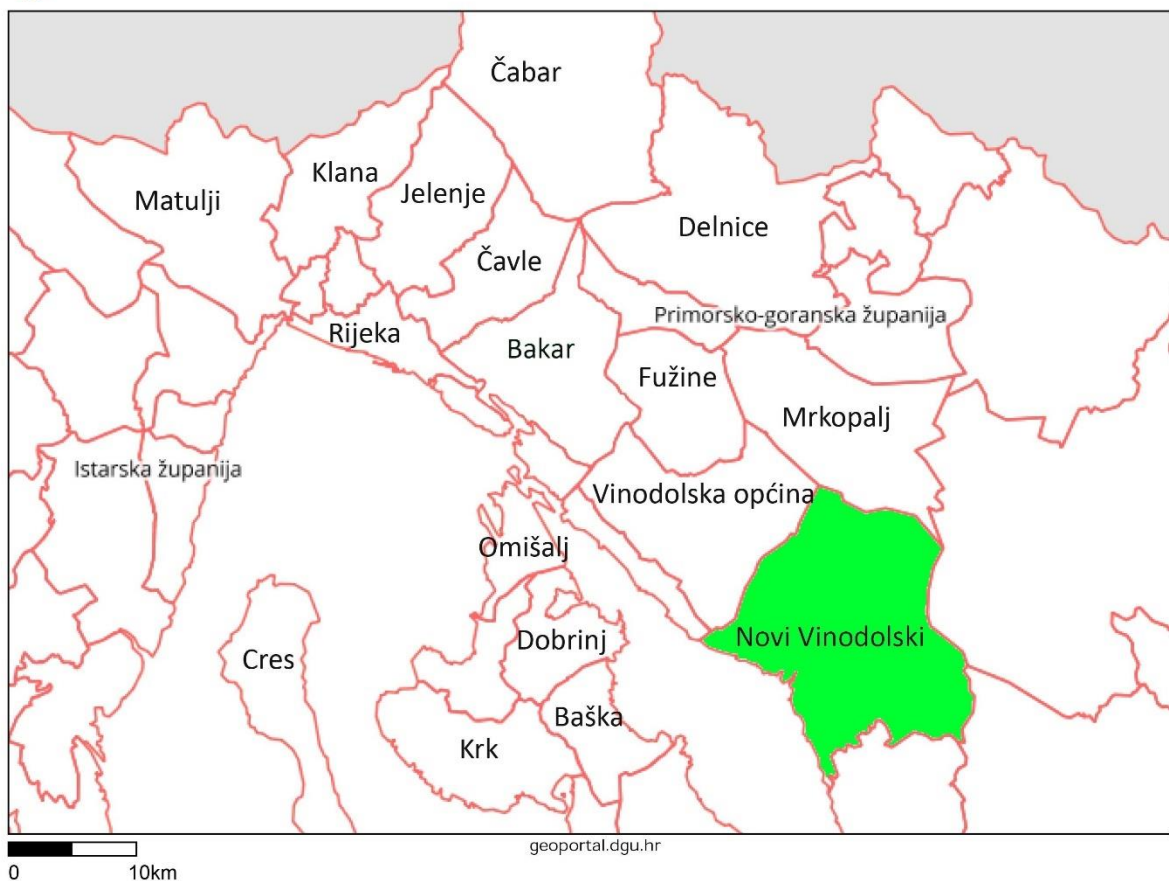 Čabar
Klana
Matulji
Jelenje
Delnice
Čavle
Primorsko-goranska županija
Rijeka
Bakar
Fužine
Mrkopalj
Istarska županija
Vinodolska općina
Omišalj
Dobrinj
Novi Vinodolski
Cres
Baška
Krk
geoportal.dgu.hr
0 10km